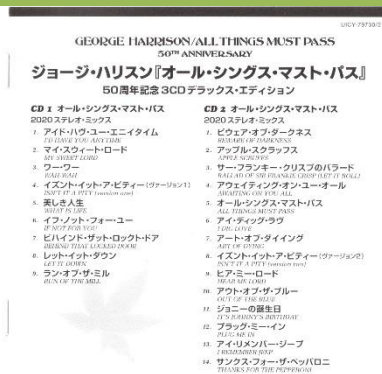 UICY-79730/2
GEORGE HARRISON/ALL THINGS MUST PASS
50TH ANNIVERSARY
ジョージ・ハリスン『オール・シングス・マスト・パス』
50周年記念3CDデラックス・エディション
CD 1 オール・シングス・マスト・パス
2020ステレオ・ミックス
1. アイド・ハヴ・ユー・エニイタイム
I'D HAVE YOU ANYTIME
2. マイ・スウィート・ロード
MY SWEET LORD
3. ワー・ワー
WAH-WAH
4. イズント・イット・ア・ピティー(ヴァージョン1)
ISN'T IT A PITY (version one)
5. 美しき人生
WHAT IS LIFE
6. イフ・ノット・フォー・ユー
IF NOT FOR YOU
7. ビハインド・ザット・ロックト・ドア
BEHIND THAT LOCKED DOOR
8. レット・イット・ダウン
LET IT DOWN
9. ラン・オブ・ザ・ミル
RUN OF THE MILL
CD 2 オール・シングス・マスト・パス
2020ステレオ・ミックス
1. ビウェア・オブ・ダークネス
BEWARE OF DARKNESS
2. アップル・スクラッフス
APPLE SCRUFFS
3. サー・フランキー・クリスプのバラード
BALLAD OF SIR FRANKIE CRISP (LET IT ROLL)
4. アウェイティング・オン・ユー・オール
AWAITING ON YOU ALL
5. オール・シングス・マスト・パス
ALL THINGS MUST PASS
6. アイ・ディッグ・ラヴ
I DIG LOVE
7. アート・オブ・ダイイング
ART OF DYING
8. イズント・イット・ア・ピティー(ヴァージョン2)
ISN'T IT A PITY (version two)
9. ヒア・ミー・ロード
HEAR ME LORD
10. アウト・オブ・ザ・ブルー
OUT OF THE BLUE
11. ジョニーの誕生日
IT'S JOHNNY'S BIRTHDAY
12. プラッグ・ミー・イン
PLUG ME IN
13. アイ・リメンバー・ジープ
I REMEMBER JEEP
14. サンクス・フォー・ザ・ペッパロニ
THANKS FOR THE PEPPERONI